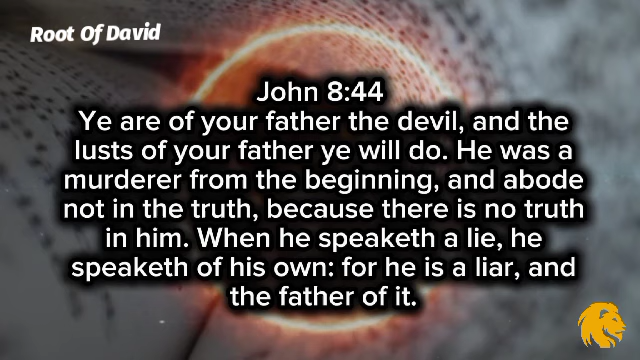 Root Of David
John 8:44
Ye are of your father the devil, and the
lusts of your father ye will do. He was a
murderer from the beginning, and abode
not in the truth, because there is no truth
in him. When he speaketh a lie, he
speaketh of his own: for he is a liar, and
the father of it.